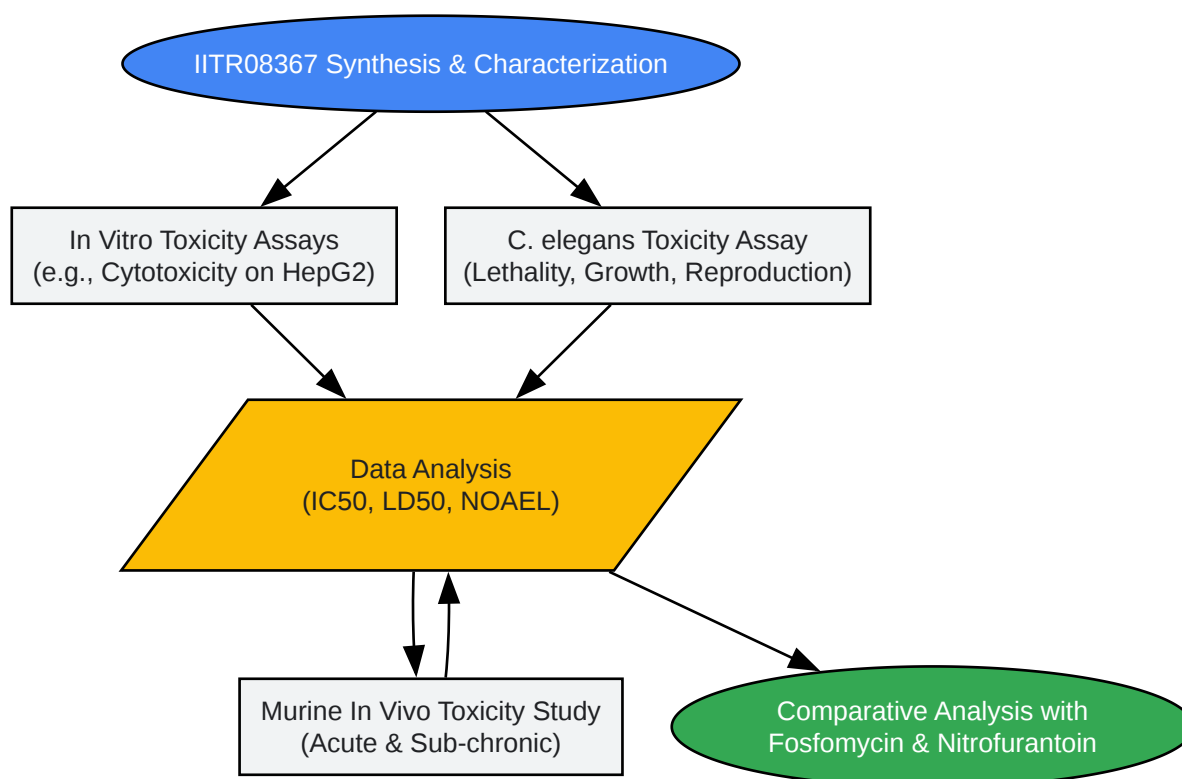 IITR08367 Synthesis & Characterization
In Vitro Toxicity Assays
(e.g., Cytotoxicity on HepG2)
C. elegans Toxicity Assay
(Lethality, Growth, Reproduction)
Data Analysis
(IC50, LD50, NOAEL)
Murine In Vivo Toxicity Study
(Acute & Sub-chronic)
Comparative Analysis with
Fosfomycin & Nitrofurantoin